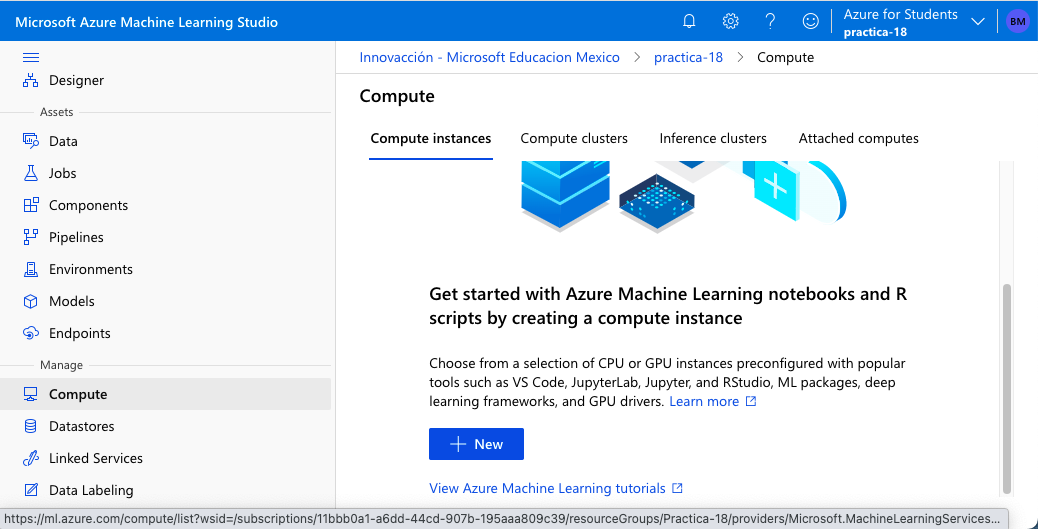 Microsoft Azure Machine Learning Studio
Azure for Students
practica-18
BM
Designer
Assets
Data
Jobs
Components
Pipelines
Environments
Models
Endpoints
Manage
Compute
Datastores
Linked Services
Data Labeling
Innovacción - Microsoft Educacion Mexico > practica-18 > Compute
Compute
Compute instances Compute clusters Inference clusters Attached computes
Get started with Azure Machine Learning notebooks and R
scripts by creating a compute instance
Choose from a selection of CPU or GPU instances preconfigured with popular
tools such as VS Code, JupyterLab, Jupyter, and RStudio, ML packages, deep
learning frameworks, and GPU drivers. Learn more
New
View Azure Machine Learning tutorials
https://ml.azure.com/compute/list?wsid=/subscriptions/11bbb0a1-a6dd-44cd-907b-195aaa809c39/resourceGroups/Practica-18/providers/Microsoft.MachineLearningServices...